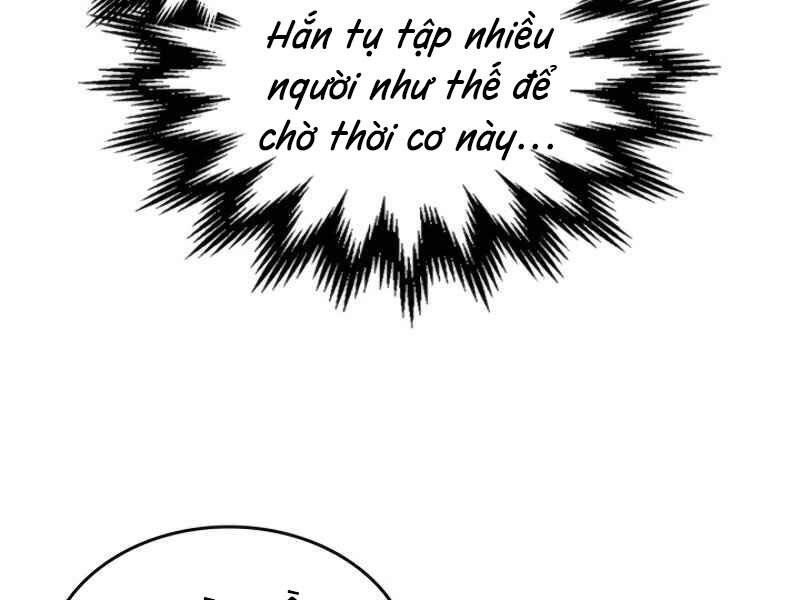 Hắn tụ tập nhiều
người như thế để
chờ thời cơ này...